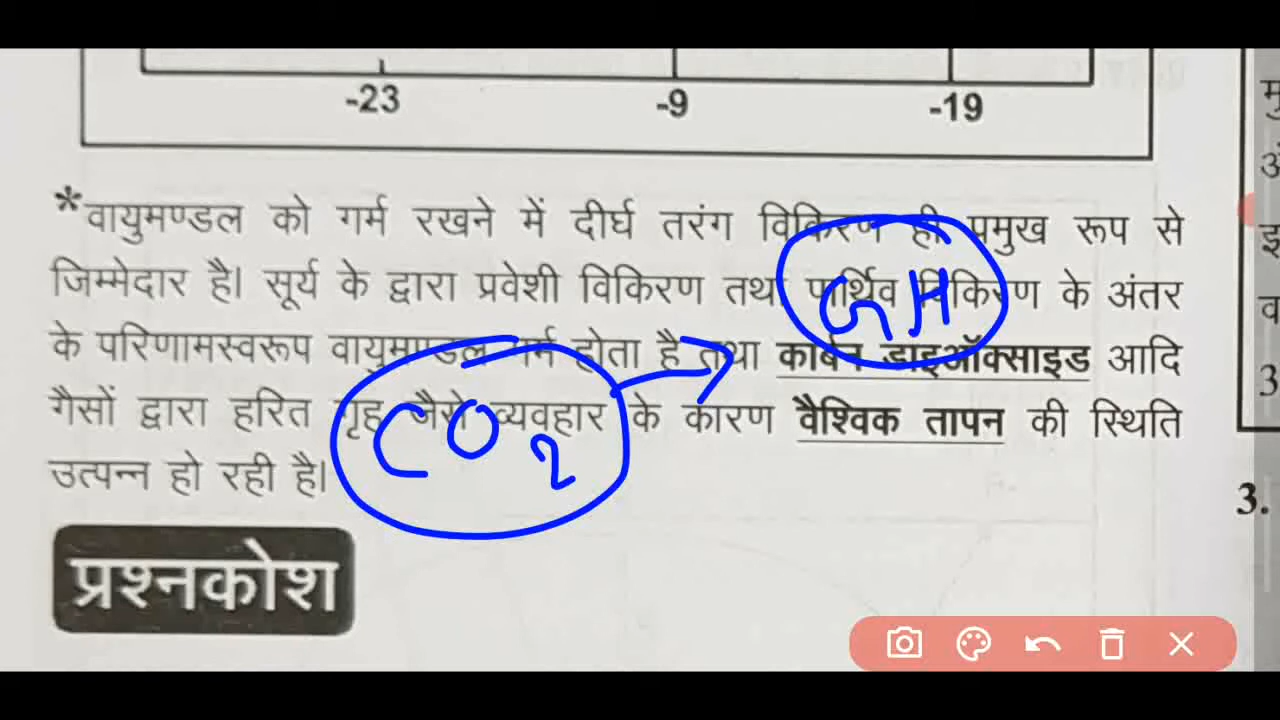 -23 -9 -19
*वायुमण्डल को गर्म रखने में दीर्घ तरंग विकिरण ही प्रमुख रूप से
जिम्मेदार है। सूर्य के द्वारा प्रवेशी विकिरण तथा पार्थिव विकिरण के अंतर
GH
के परिणामस्वरूप वायुमण्डल गर्म होता है तथा कार्बन डाइऑक्साइड आदि
गैसों द्वारा हरित गृह जैसे व्यवहार के कारण वैश्विक तापन की स्थिति
CO2
उत्पन्न हो रही है।
प्रश्नकोश
3.